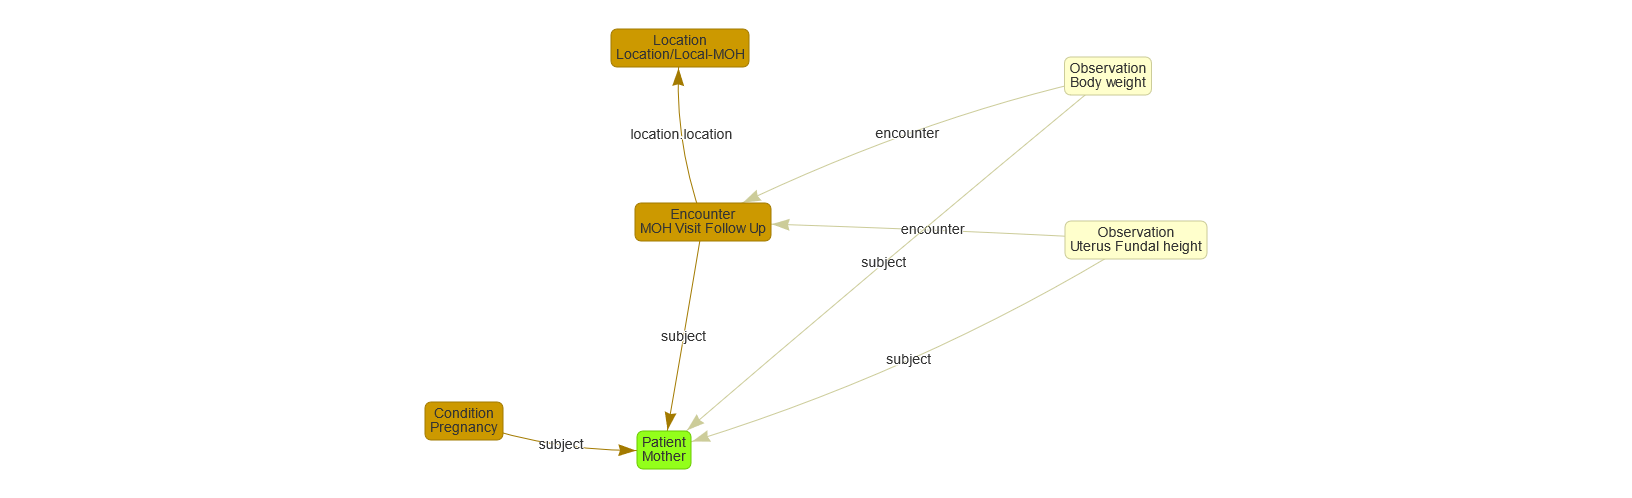 Location
Location/Local-MOH
Observation
Body weight
location.location
encounter
Encounter
MOH Visit Follow Up
encounter
Observation
Uterus Fundal height
subject
subject
subject
Condition
Pregnancy
subject
Patient
Mother